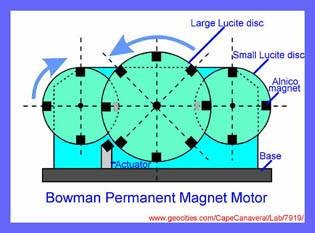 Large Lucite disc
Small Lucite disc
Alnico
magnet
Actuator
Base
Bowman Permanent Magnet Motor
www.geocities.com/CapeCanaveral/Lab/7919/